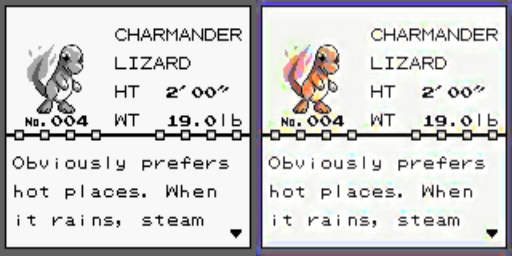 CHARMANDER
LIZARD
HT 2′00″
No.004 WT 19.0lb
Obviously prefers
hot places. When
it rains, steam
CHARMANDER
LIZARD
HT 2′00″
No.004 WT 19.0lb
Obviously prefers
hot places. When
it rains, steam